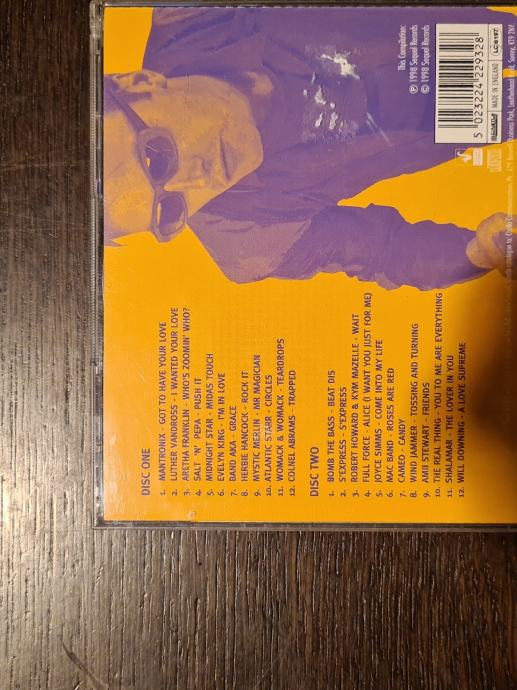 DISC ONE
1. MANTRONIX - GOT TO HAVE YOUR LOVE
2. LUTHER VANDROSS - I WANTED YOUR LOVE
3. ARETHA FRANKLIN - WHO'S ZOOMIN' WHO?
4. SALT 'N' PEPA - PUSH IT
5. MIDNIGHT STAR - MIDAS TOUCH
6. EVELYN KING - I'M IN LOVE
7. BAND AKA - GRACE
8. HERBIE HANCOCK - ROCK IT
9. MYSTIC MERLIN - MR MAGICIAN
10. ATLANTIC STARR - CIRCLES
11. WOMACK & WOMACK - TEARDROPS
12. COLNEL ABRAMS - TRAPPED
DISC TWO
1. BOMB THE BASS - BEAT DIS
2. S'EXPRESS - S'EXPRESS
3. ROBERT HOWARD & KYM MAZELLE - WAIT
4. FULL FORCE - ALICE (I WANT YOU JUST FOR ME)
5. JOYCE SIMMS - COME INTO MY LIFE
6. MAC BAND - ROSES ARE RED
7. CAMEO - CANDY
8. WIND JAMMER - TOSSING AND TURNING
9. AMII STEWART - FRIENDS
10. THE REAL THING - YOU TO ME ARE EVERYTHING
11. SHALAMAR - THE LOVER IN YOU
12. WILL DOWNING - A LOVE SUPREME
This Compilation:
℗ 1998 Sequel Records
© 1998 Sequel Records
5 023224 229328
MADE IN ENGLAND
LC 6197